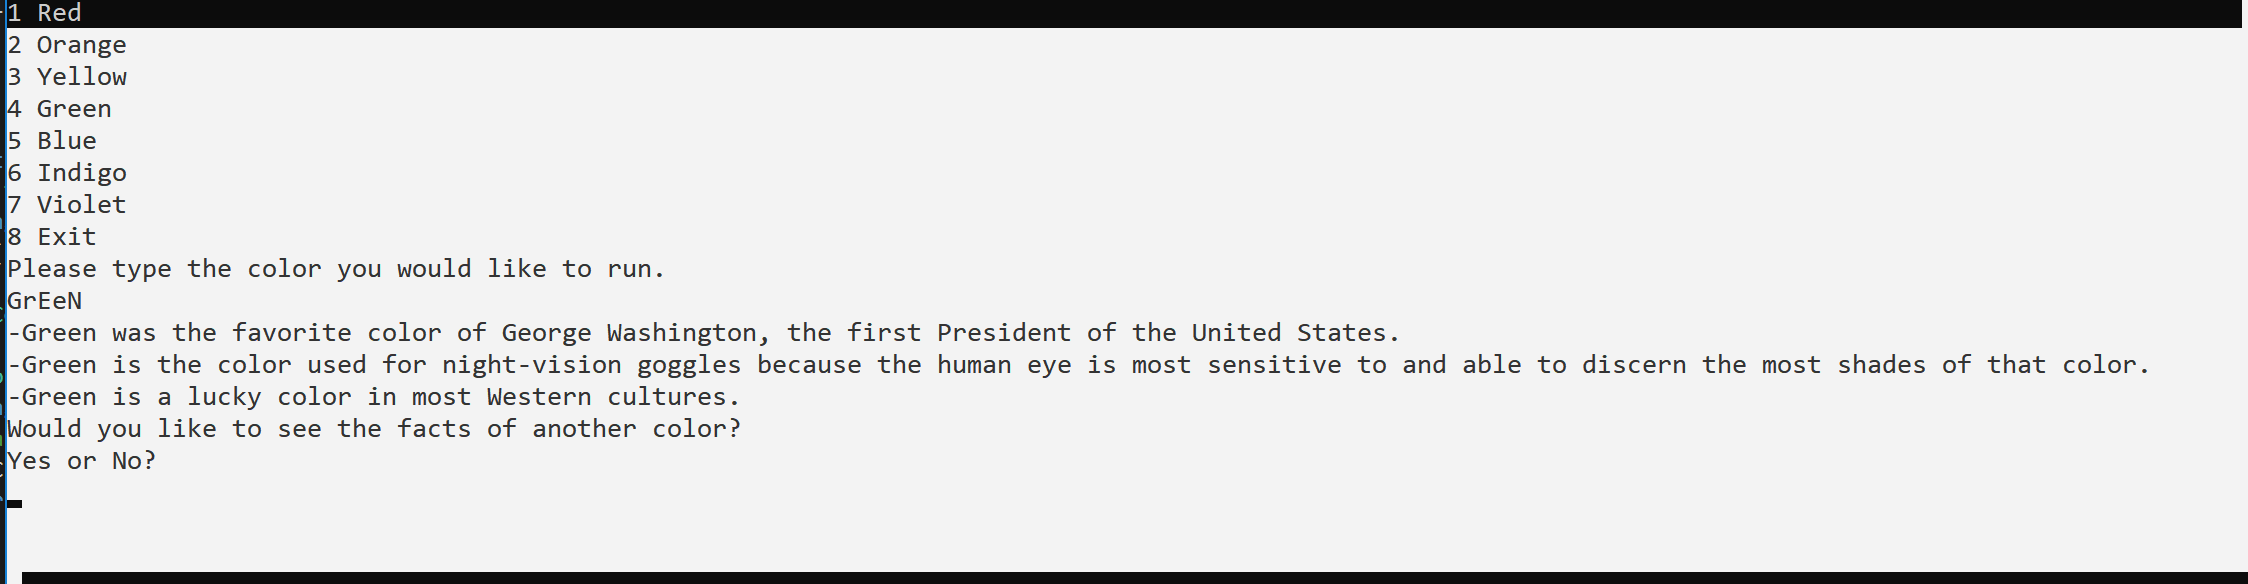 1 Red
2 Orange
3 Yellow
4 Green
5 Blue
6 Indigo
7 Violet
8 Exit
Please type the color you would like to run.
GrEeN
-Green was the favorite color of George Washington, the first President of the United States.
-Green is the color used for night-vision goggles because the human eye is most sensitive to and able to discern the most shades of that color.
-Green is a lucky color in most Western cultures.
Would you like to see the facts of another color?
Yes or No?